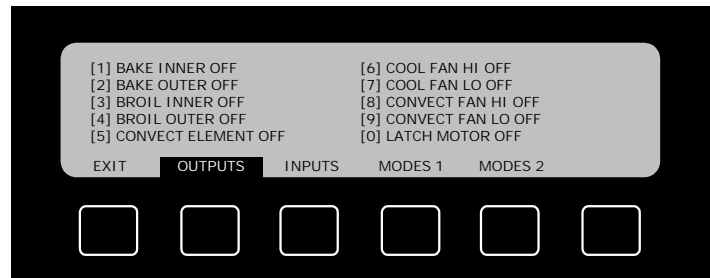 [1] BAKE INNER OFF
[2] BAKE OUTER OFF
[3] BROIL INNER OFF
[4] BROIL OUTER OFF
[5] CONVECT ELEMENT OFF
[6] COOL FAN HI OFF
[7] COOL FAN LO OFF
[8] CONVECT FAN HI OFF
[9] CONVECT FAN LO OFF
[0] LATCH MOTOR OFF
EXIT OUTPUTS INPUTS MODES 1 MODES 2